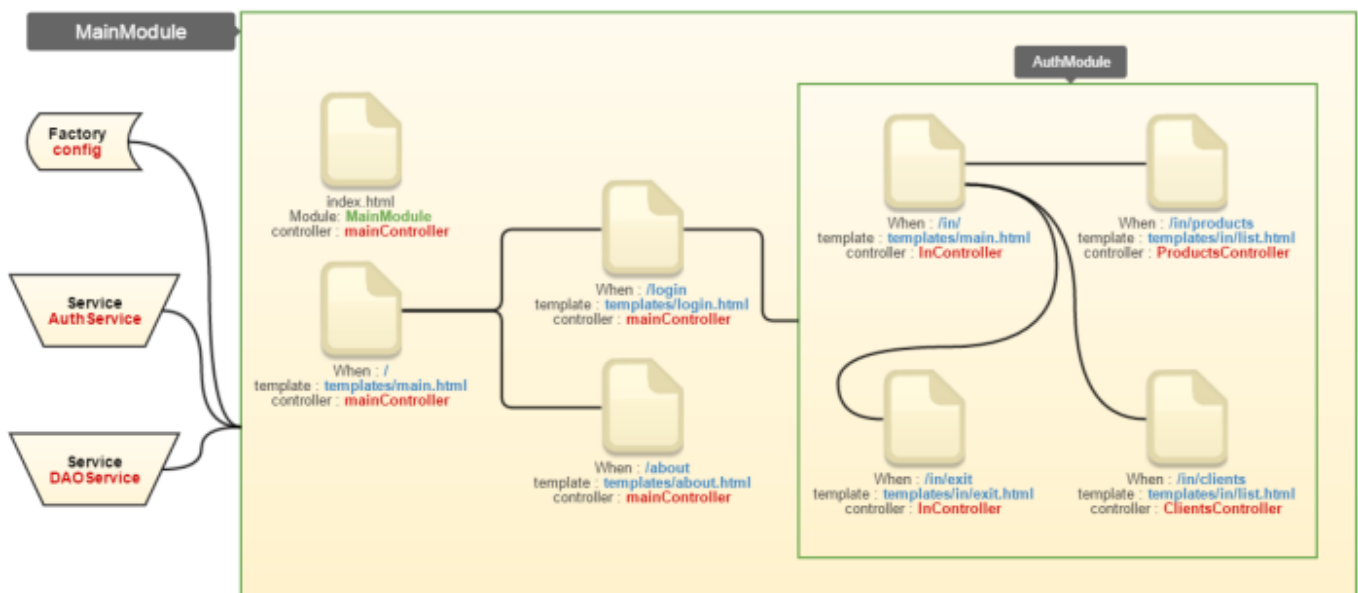 MainModule
AuthModule
Factory
config
index.html
Module: MainModule
controller : mainController
When : /in/
template : templates/main.html
controller : InController
When : /in/products
template : templates/in/list.html
controller : ProductsController
Service
AuthService
When : /login
template : templates/login.html
controller : mainController
When : /
template : templates/main.html
controller : mainController
Service
DAOService
When : /about
template : templates/about.html
controller : mainController
When : /in/exit
template : templates/in/exit.html
controller : InController
When : /in/clients
template : templates/in/list.html
controller : ClientsController